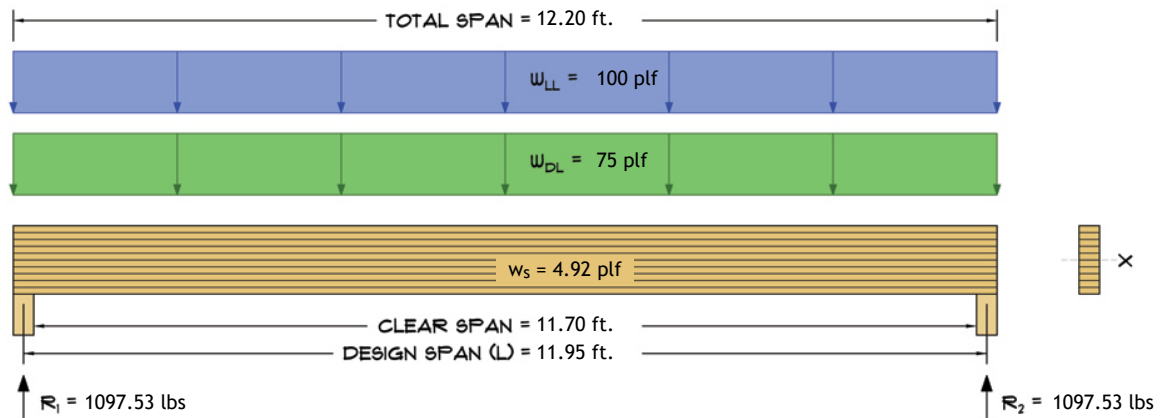 TOTAL SPAN = 12.20 ft.
WLL = 100 plf
WDL = 75 plf
ws = 4.92 plf
X
CLEAR SPAN = 11.70 ft.
DESIGN SPAN (L) = 11.95 ft.
R1 = 1097.53 lbs
R2 = 1097.53 lbs